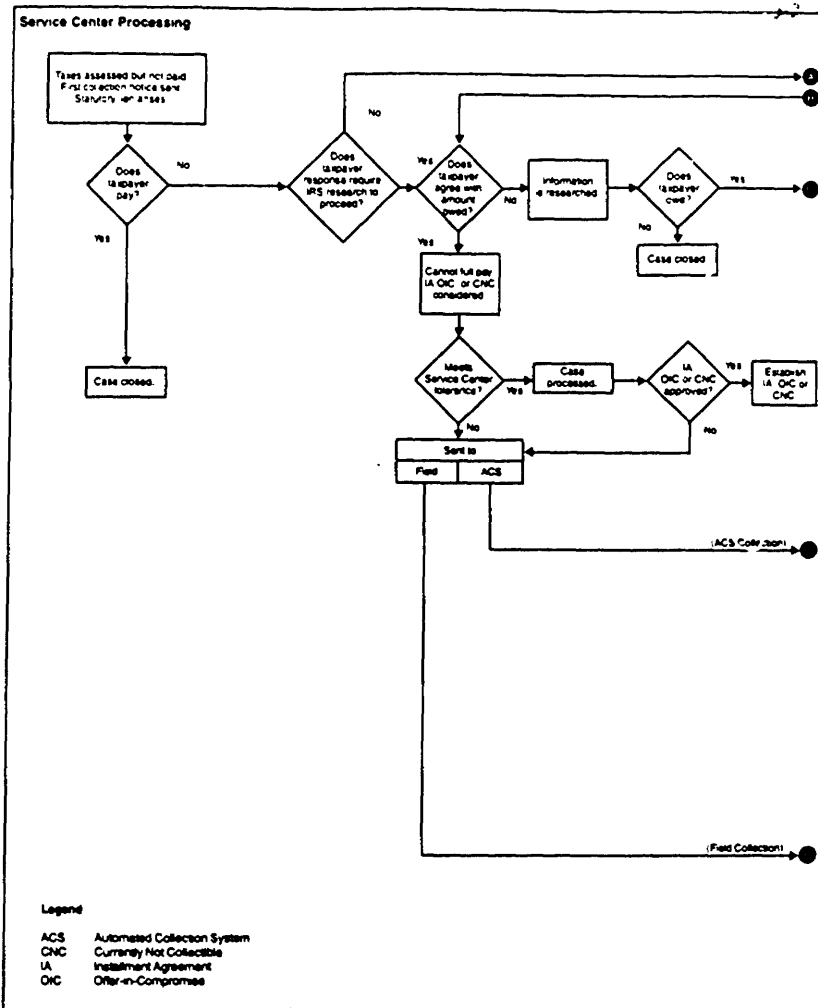 Service Center Processing
Taxes assessed but not paid
First collection notice sent
Statutory lien arises
No
Does
taxpayer
pay?
No
Yes
Does
taxpayer
response require
IRS research to
proceed?
Yes
Does
taxpayer
agree with
amount
owed?
No
Yes
Information
is researched
Does
taxpayer
owe?
Yes
No
Case closed
Cannot full pay
IA OIC or CNC
considered
Case closed.
Meets
Service Center
tolerance?
Yes
No
Case
processed.
IA
OIC or CNC
approved?
Yes
No
Establish
IA OIC or
CNC
Sent to
Field
ACS
(ACS Collection)
(Field Collection)
Legend
ACS Automated Collection System
CNC Currently Not Collectible
IA Installment Agreement
OIC Offer-in-Compromise